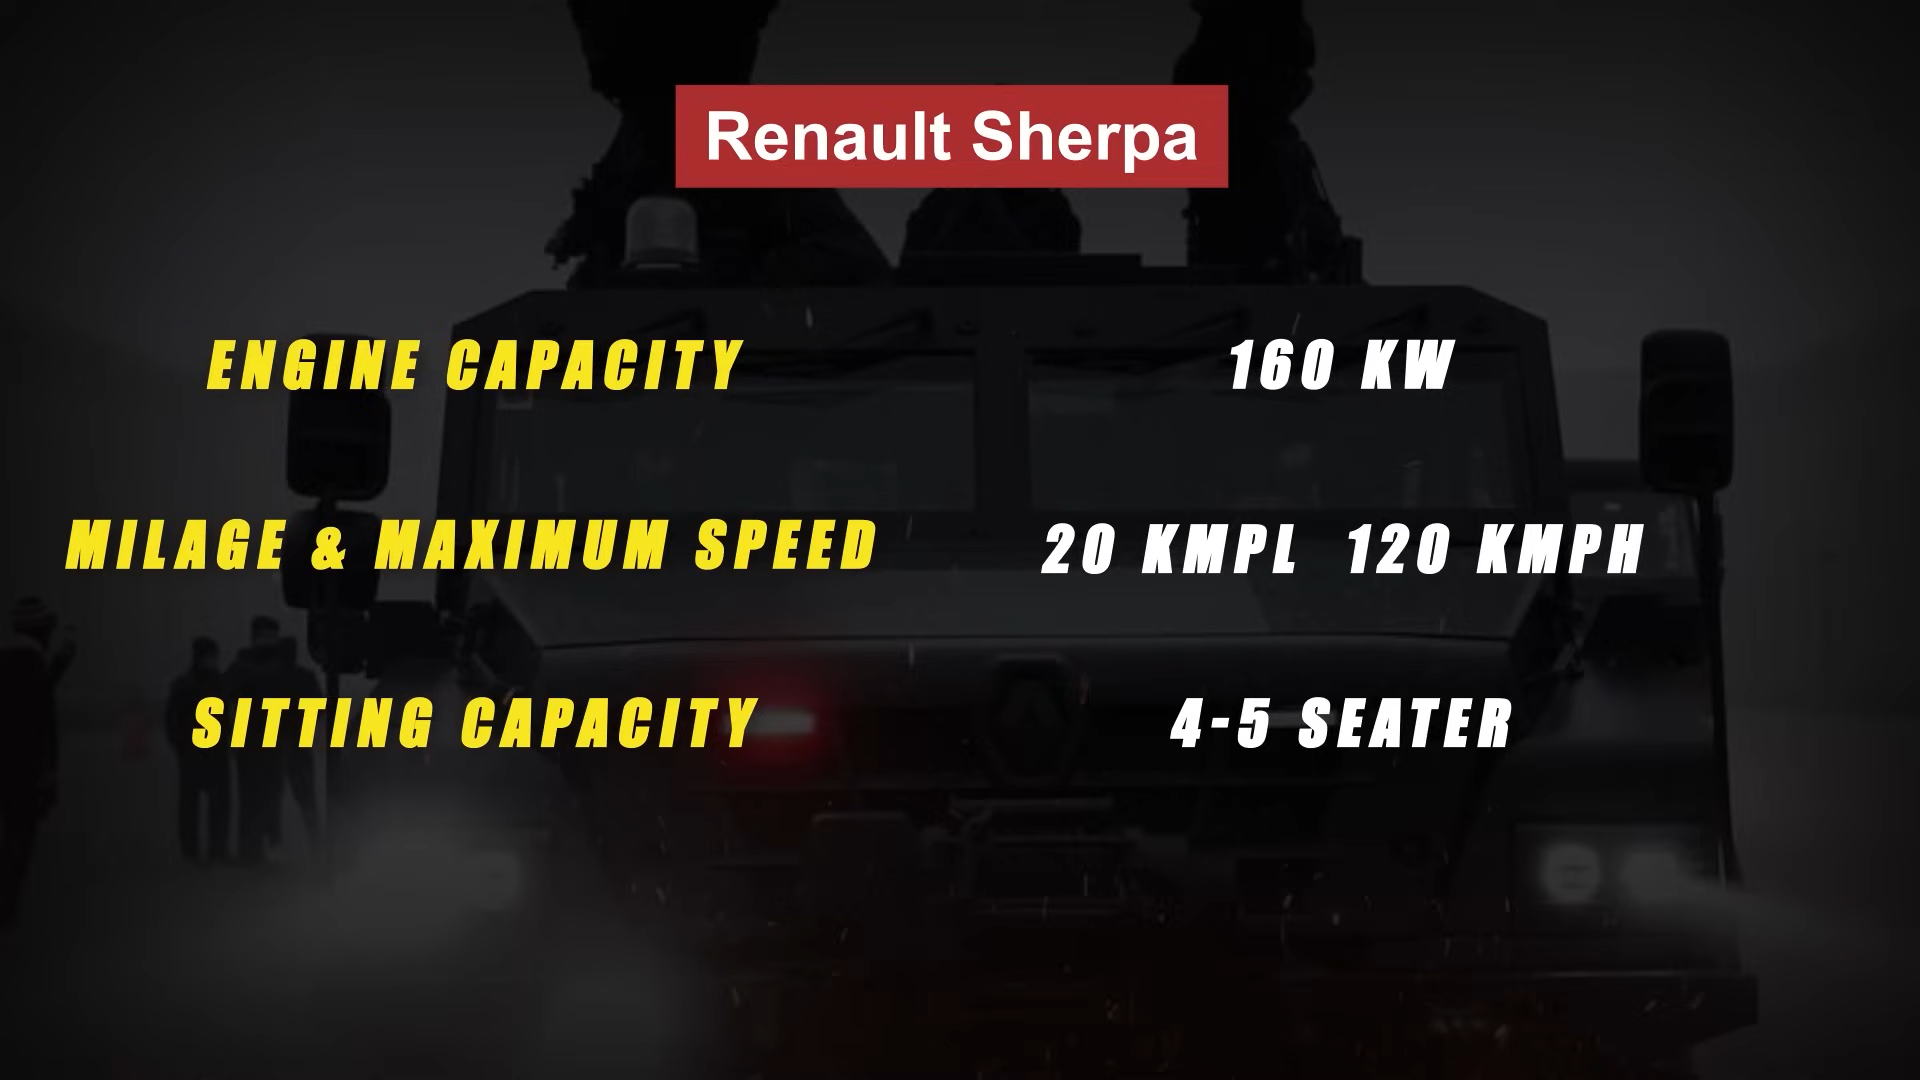 Renault Sherpa
ENGINE CAPACITY 160 KW
MILAGE & MAXIMUM SPEED 20 KMPL 120 KMPH
SITTING CAPACITY 4-5 SEATER